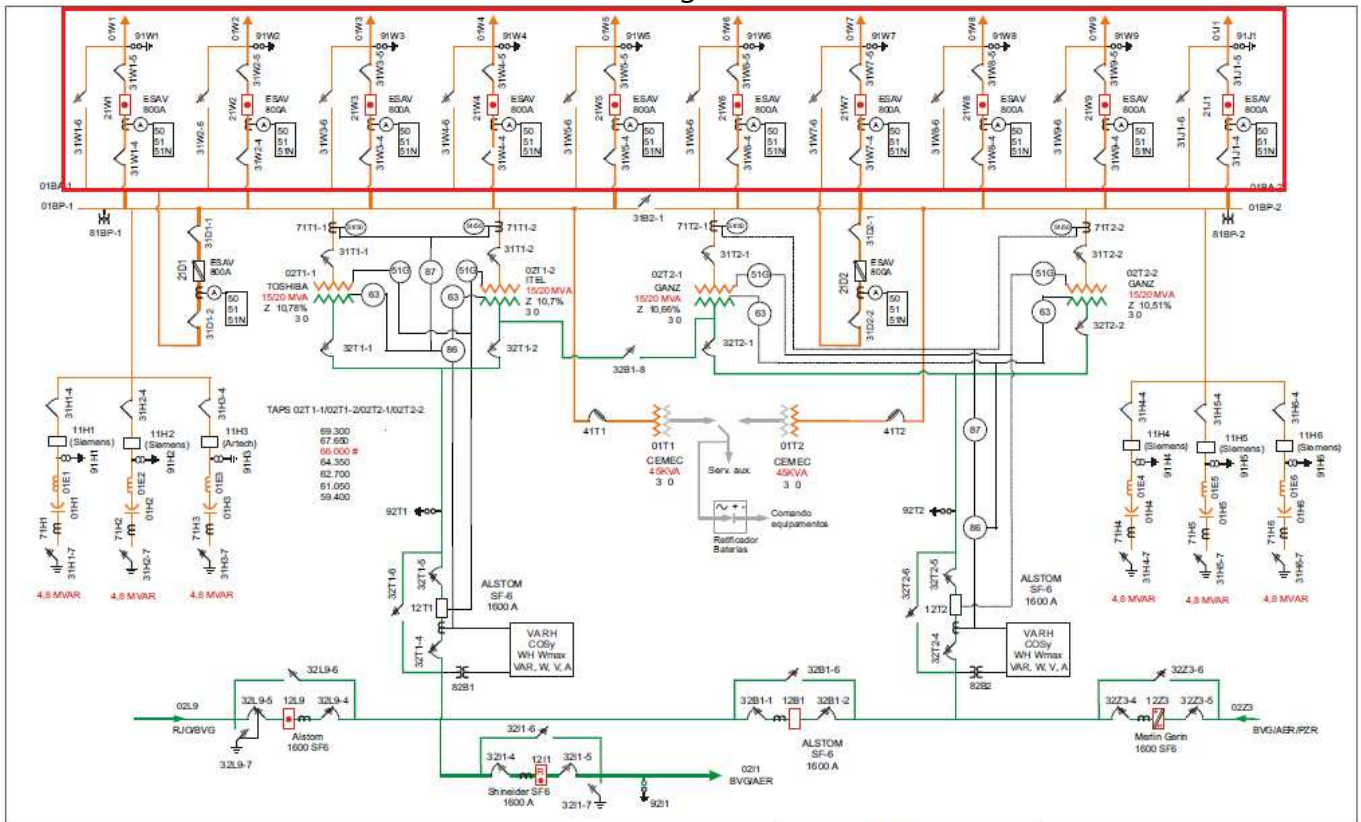 01W1
91W1
31W1-5
21W1
ESAV
800A
A
50
51
51N
31W1-6
31W1-4
01W2
91W2
31W2-5
21W2
ESAV
800A
A
50
51
51N
31W2-6
31W2-4
01W3
91W3
31W3-5
21W3
ESAV
800A
A
50
51
51N
31W3-6
31W3-4
01W4
91W4
31W4-5
21W4
ESAV
800A
A
50
51
51N
31W4-6
31W4-4
01W5
91W5
31W5-5
21W5
ESAV
800A
A
50
51
51N
31W5-6
31W5-4
01W6
91W6
31W6-5
21W6
ESAV
800A
A
50
51
51N
31W6-6
31W6-4
01W7
91W7
31W7-5
21W7
ESAV
800A
A
50
51
51N
31W7-6
31W7-4
01W8
91W8
31W8-5
21W8
ESAV
800A
A
50
51
51N
31W8-6
31W8-4
01W9
91W9
31W9-5
21W9
ESAV
800A
A
50
51
51N
31W9-6
31W9-4
01J1
91J1
31J1-5
21J1
ESAV
800A
A
50
51
51N
31J1-6
31J1-4
01BA-1
01BA-2
01BP-1
31B2-1
01BP-2
81BP-1
81BP-2
31D1-1
21D1
ESAV
800A
A
50
51
51N
31D1-2
71T1-1
71T1-2
31T1-1
31T1-2
87
51G
51G
02T1-1
TOSHIBA
15/20 MVA
Z 10,78%
3 0
63
63
02T1-2
ITEL
15/20 MVA
Z 10,7%
3 0
86
32T1-1
32T1-2
71T2-1
71T2-2
31T2-1
31T2-2
31D2-1
21D2
ESAV
800A
A
50
51
51N
31D2-2
02T2-1
GANZ
15/20 MVA
Z 10,66%
3 0
51G
63
51G
63
02T2-2
GANZ
15/20 MVA
Z 10,51%
3 0
32T2-1
32T2-2
32B1-8
31H1-4
11H1
(Siemens)
91H1
01E1
01H1
71H1
31H1-7
4,8 MVAR
31H2-4
11H2
(Siemens)
91H2
01E2
01H2
71H2
31H2-7
4,8 MVAR
31H3-4
11H3
(Artech)
91H3
01E3
01H3
71H3
31H3-7
4,8 MVAR
TAPS 02T1-1/02T1-2/02T2-1/02T2-2
69.300
67.650
66.000 #
64.350
62.700
61.050
59.400
41T1
01T1
CEMEC
45KVA
3 0
Serv. aux.
01T2
CEMEC
45KVA
3 0
41T2
Comando
equipamentos
Retificador
Baterias
87
86
31H4-4
11H4
(Siemens)
91H4
01E4
01H4
71H4
31H4-7
4,8 MVAR
31H5-4
11H5
(Siemens)
91H5
01E5
01H5
71H5
31H5-7
4,8 MVAR
31H6-4
11H6
(Siemens)
91H6
01E6
01H6
71H6
31H6-7
4,8 MVAR
92T1
32T1-6
32T1-5
12T1
32T1-4
ALSTOM
SF-6
1600 A
VARH
COSy
WH Wmax
VAR, W, V, A
82B1
92T2
32T2-6
32T2-5
12T2
32T2-4
ALSTOM
SF-6
1600 A
VARH
COSy
WH Wmax
VAR, W, V, A
82B2
02L9
RJO/BVG
32L9-6
32L9-5
12L9
32L9-4
Alstom
1600 SF6
32L9-7
32I1-6
32I1-4
12I1
32I1-5
Shineider SF6
1600 A
32I1-7
92I1
02I1
BVG/AER
32B1-6
32B1-1
12B1
32B1-2
ALSTOM
SF-6
1600 A
32Z3-6
32Z3-4
12Z3
32Z3-5
Merlin Gerin
1600 SF6
02Z3
BVG/AER/PZR